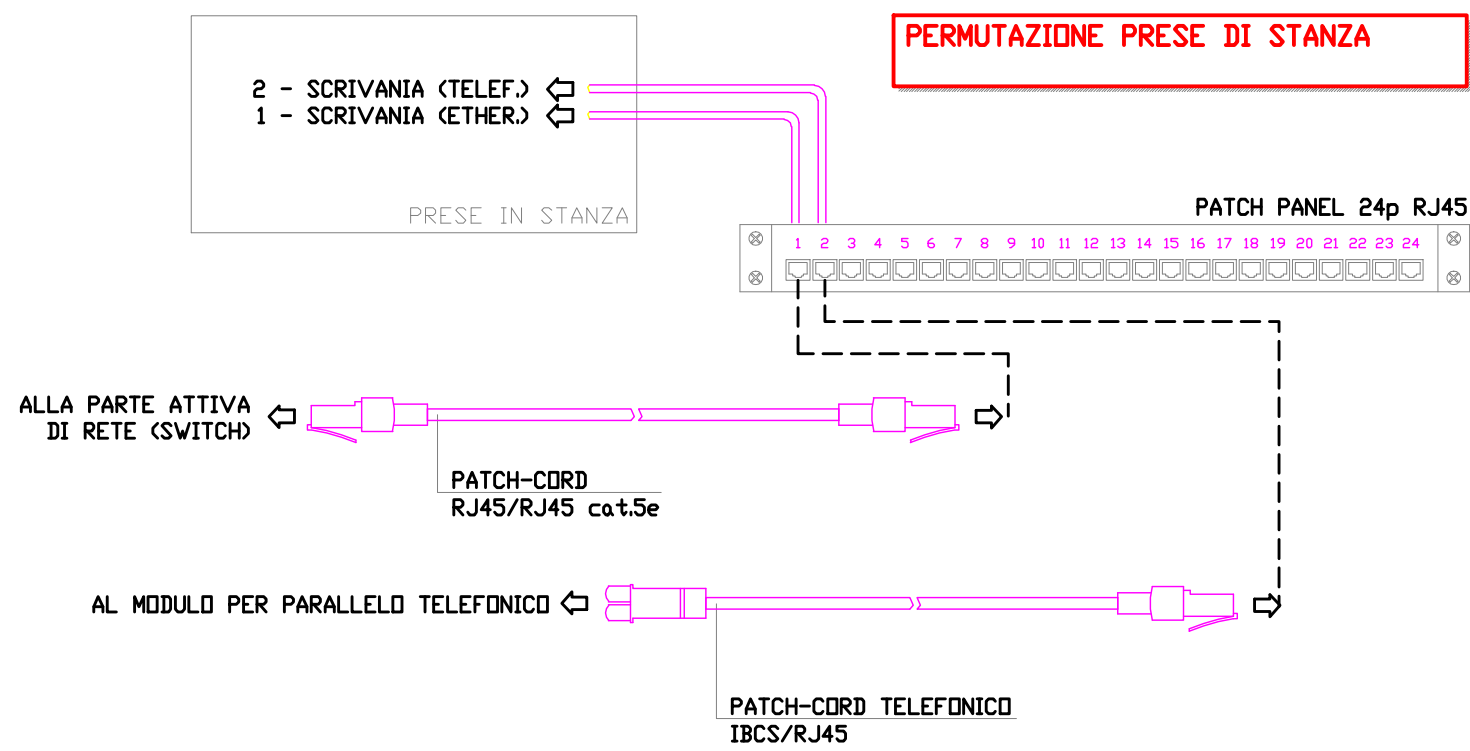 PERMUTAZIONE PRESE DI STANZA
2 - SCRIVANIA (TELEF.)
1 - SCRIVANIA (ETHER.)
PRESE IN STANZA
PATCH PANEL 24p RJ45
1 2 3 4 5 6 7 8 9 10 11 12 13 14 15 16 17 18 19 20 21 22 23 24
ALLA PARTE ATTIVA
DI RETE (SWITCH)
PATCH-CORD
RJ45/RJ45 cat.5e
AL MODULO PER PARALLELO TELEFONICO
PATCH-CORD TELEFONICO
IBCS/RJ45